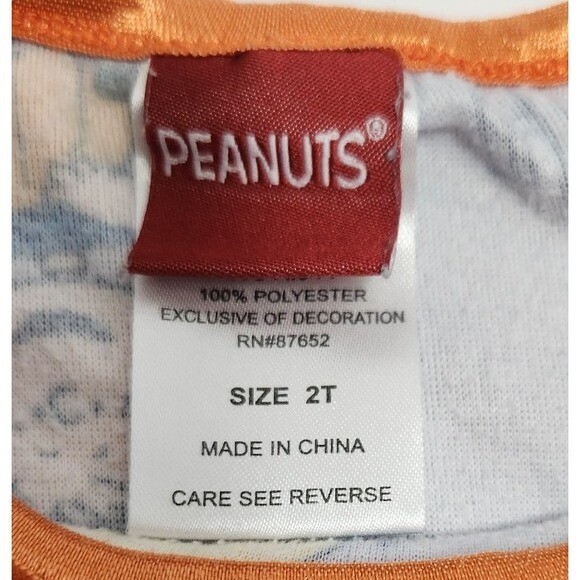 PEANUTS®
100% POLYESTER
EXCLUSIVE OF DECORATION
RN#87652
SIZE 2T
MADE IN CHINA
CARE SEE REVERSE